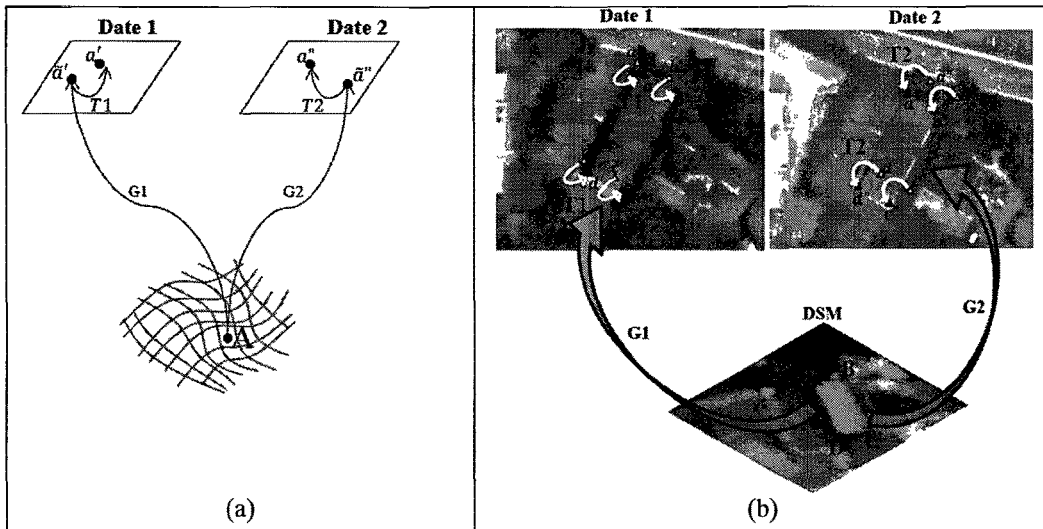 Date 1
Date 2
a'
ã'
T1
a"
ã"
T2
G1
G2
A
(a)
Date 1
Date 2
T2
T2
G1
G2
DSM
B
(b)